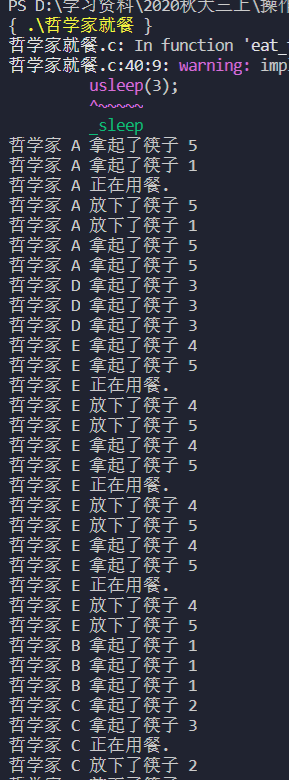 PS D:\学习资料\2020秋大三上\操作
{ .\哲学家就餐 }
哲学家就餐.c: In function 'eat_
哲学家就餐.c:40:9: warning: imp
usleep(3);
^~~~~~
_sleep
哲学家 A 拿起了筷子 5
哲学家 A 拿起了筷子 1
哲学家 A 正在用餐.
哲学家 A 放下了筷子 5
哲学家 A 放下了筷子 1
哲学家 A 拿起了筷子 5
哲学家 A 拿起了筷子 5
哲学家 D 拿起了筷子 3
哲学家 D 拿起了筷子 3
哲学家 D 拿起了筷子 3
哲学家 E 拿起了筷子 4
哲学家 E 拿起了筷子 5
哲学家 E 正在用餐.
哲学家 E 放下了筷子 4
哲学家 E 放下了筷子 5
哲学家 E 拿起了筷子 4
哲学家 E 拿起了筷子 5
哲学家 E 正在用餐.
哲学家 E 放下了筷子 4
哲学家 E 放下了筷子 5
哲学家 E 拿起了筷子 4
哲学家 E 拿起了筷子 5
哲学家 E 正在用餐.
哲学家 E 放下了筷子 4
哲学家 E 放下了筷子 5
哲学家 B 拿起了筷子 1
哲学家 B 拿起了筷子 1
哲学家 B 拿起了筷子 1
哲学家 C 拿起了筷子 2
哲学家 C 拿起了筷子 3
哲学家 C 正在用餐.
哲学家 C 放下了筷子 2